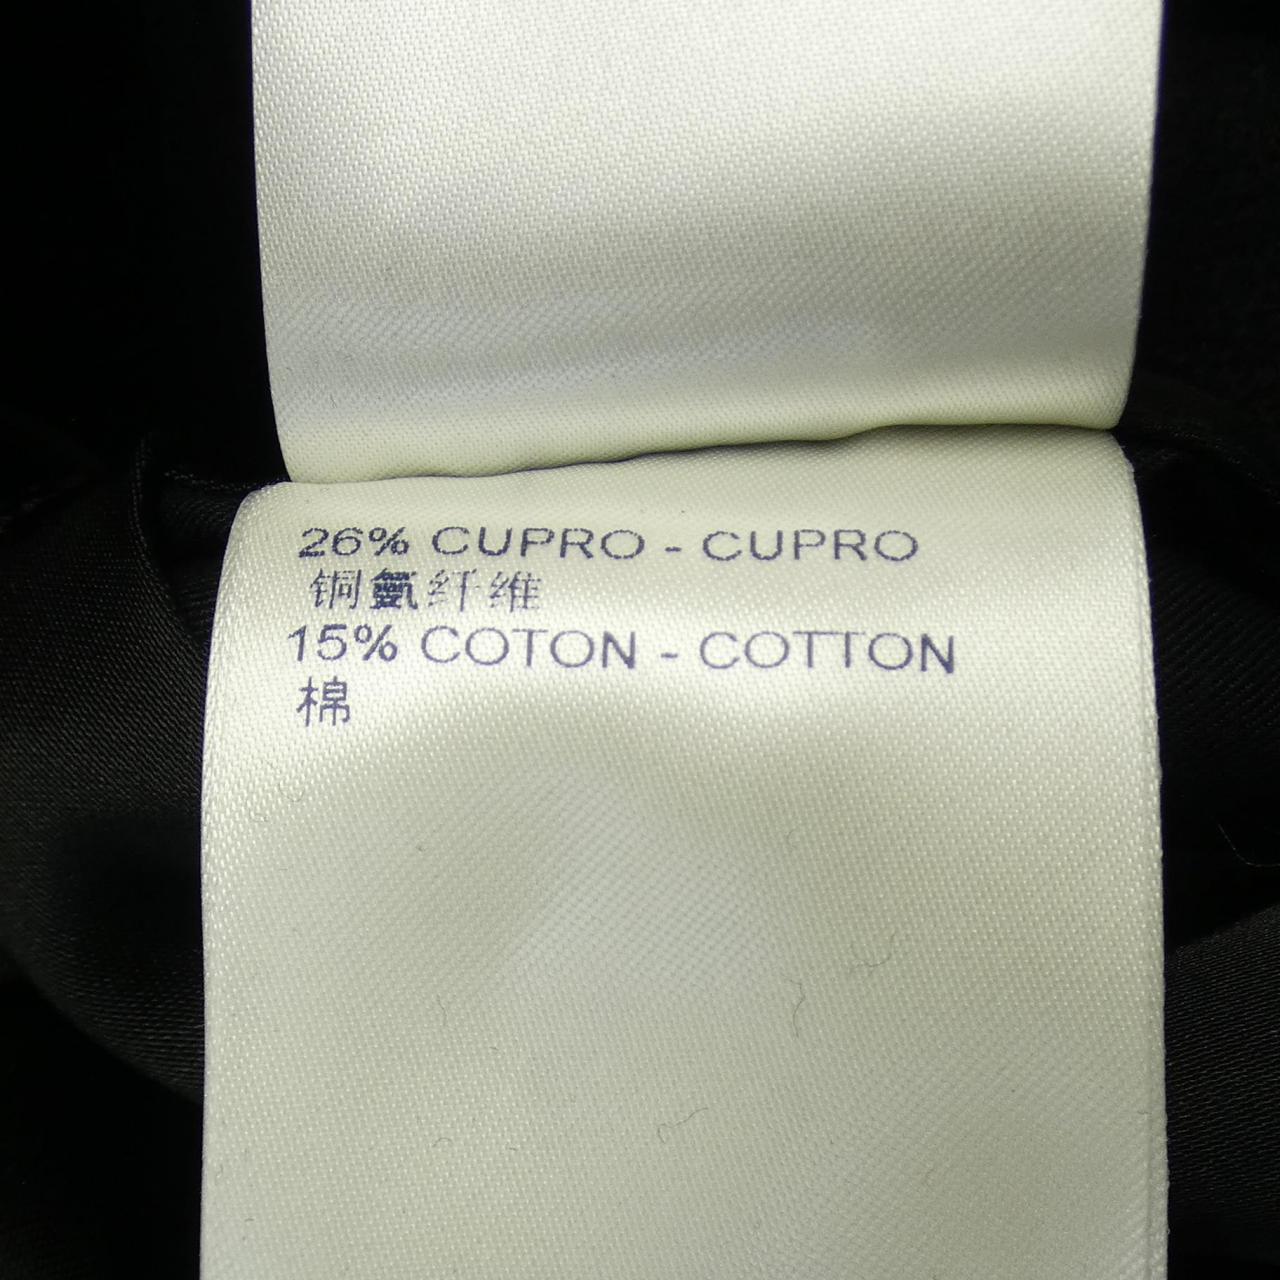 26% CUPRO - CUPRO
铜氨纤维
15% COTON - COTTON
棉